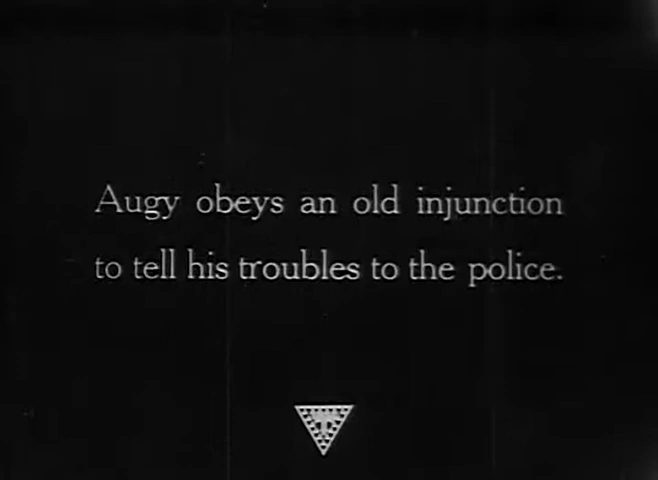 Augy obeys an old injunction
to tell his troubles to the police.